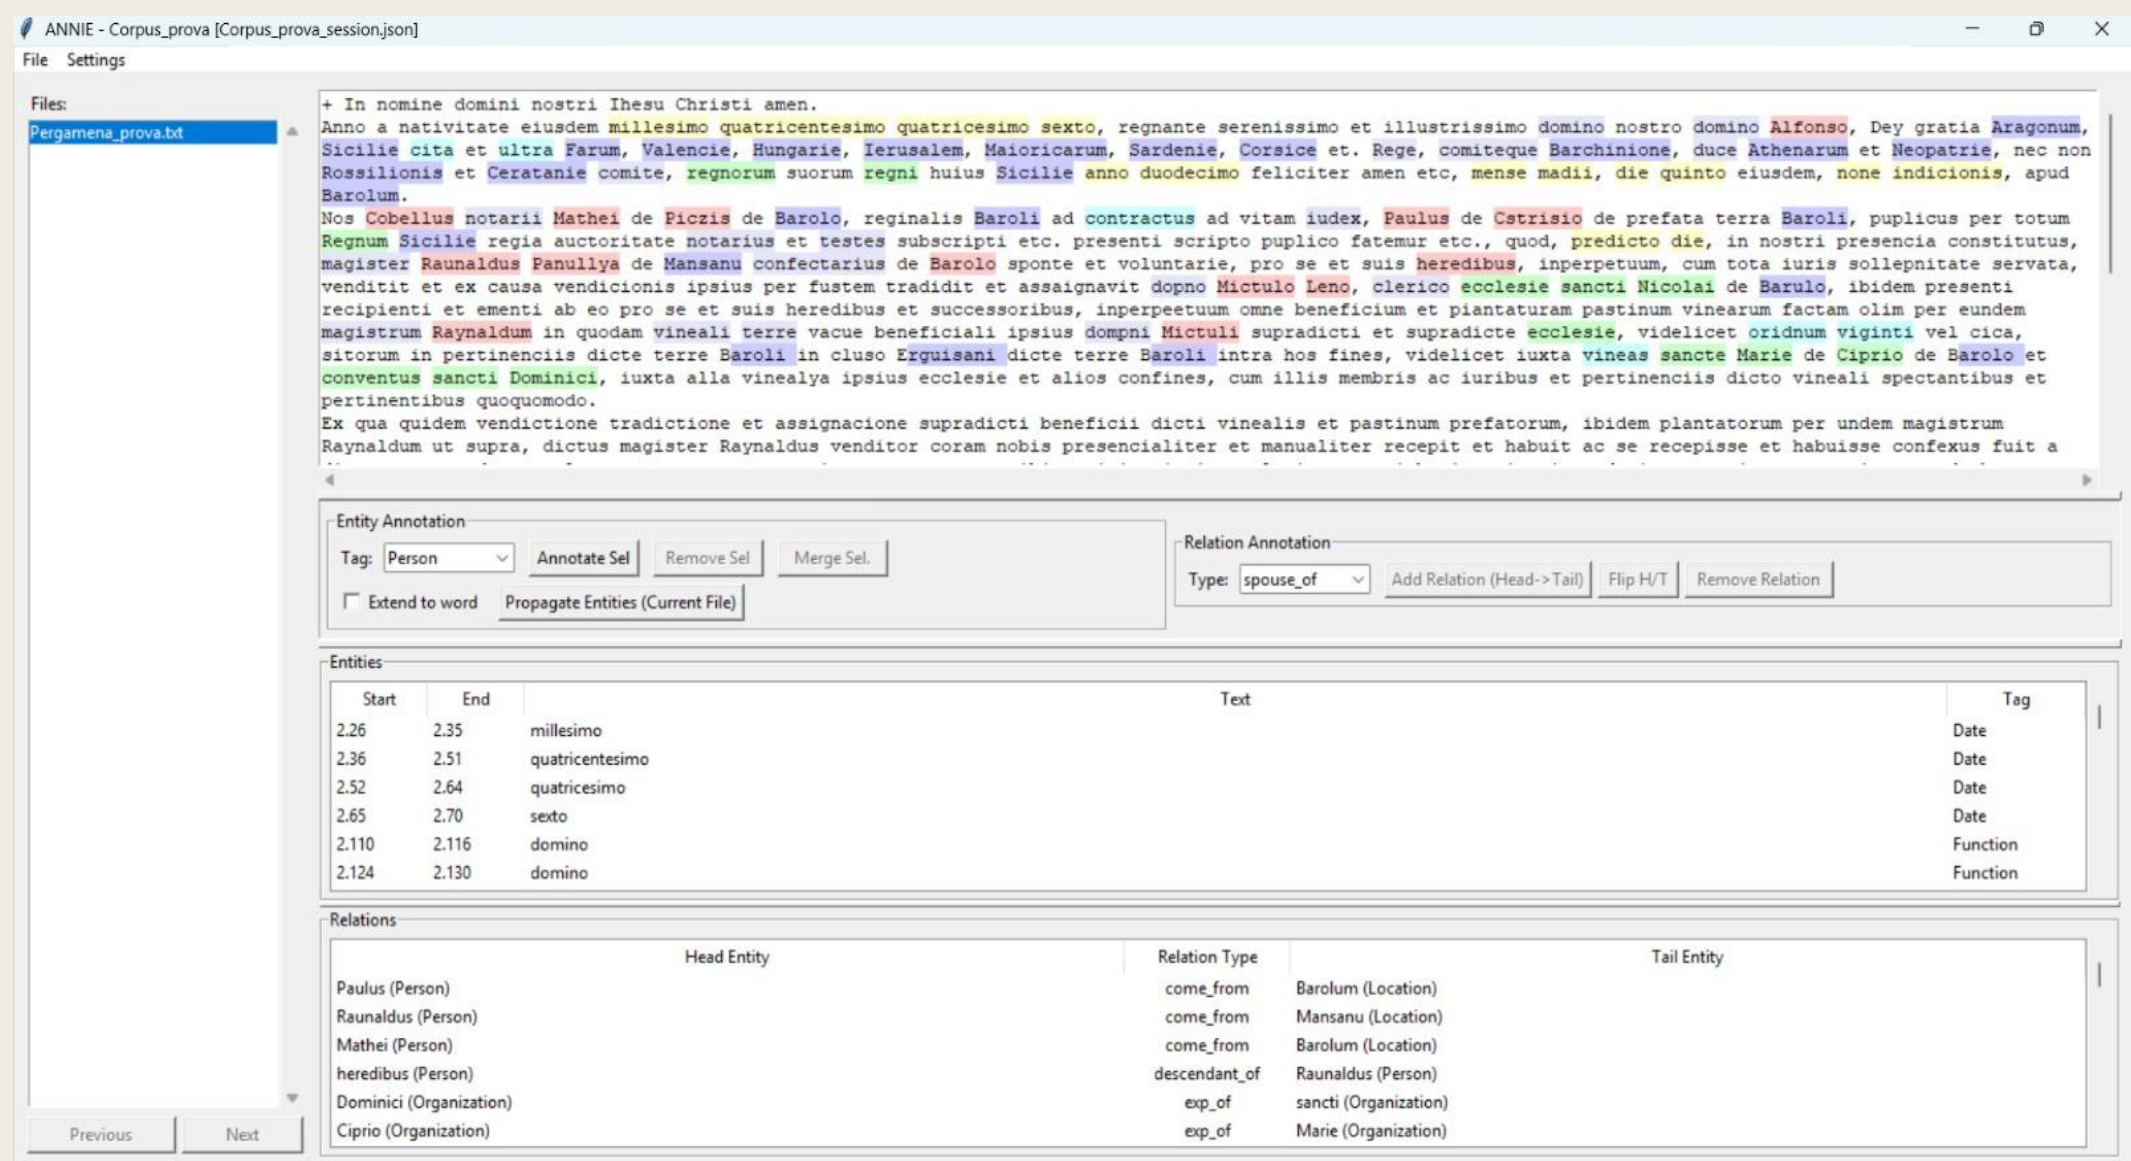 ANNIE - Corpus_prova [Corpus_prova_session.json]
File Settings
Files:
Pergamena_prova.txt
+ In nomine domini nostri Ihesu Christi amen.
Anno a nativitate eiusdem millesimo quatricentesimo quatricesimo sexto, regnante serenissimo et illustrissimo domino nostro domino Alfonso, Dey gratia Aragonum,
Sicilie cita et ultra Farum, Valencie, Hungarie, Ierusalem, Maioricarum, Sardenie, Corsice et. Rege, comiteque Barchinione, duce Athenarum et Neopatrie, nec non
Rossilionis et Ceratanie comite, regnorum suorum regni huius Sicilie anno duodecimo feliciter amen etc, mense madii, die quinto eiusdem, none indicionis, apud
Barolum.
Nos Cobellus notarii Mathei de Piczis de Barolo, reginalis Baroli ad contractus ad vitam iudex, Paulus de Cstrisio de prefata terra Baroli, puplicus per totum
Regnum Sicilie regia auctoritate notarius et testes subscripti etc. presenti scripto puplico fatemur etc., quod, predicto die, in nostri presencia constitutus,
magister Raunaldus Panullya de Mansanu confectarius de Barolo sponte et voluntarie, pro se et suis heredibus, inperpetuum, cum tota iuris sollepnitate servata,
venditit et ex causa vendicionis ipsius per fustem tradidit et assaignavit dopno Mictulo Leno, clerico ecclesie sancti Nicolai de Barulo, ibidem presenti
recipienti et ementi ab eo pro se et suis heredibus et successoribus, inperpeetuum omne beneficium et piantaturam pastinum vinearum factam olim per eundem
magistrum Raynaldum in quodam vineali terre vacue beneficiali ipsius dompni Mictuli supradicti et supradicte ecclesie, videlicet oridnum viginti vel cica,
sitorum in pertinenciis dicte terre Baroli in cluso Erguisani dicte terre Baroli intra hos fines, videlicet iuxta vineas sancte Marie de Ciprio de Barolo et
conventus sancti Dominici, iuxta alla vinealya ipsius ecclesie et alios confines, cum illis membris ac iuribus et pertinenciis dicto vineali spectantibus et
pertinentibus quoquomodo.
Ex qua quidem vendictione tradictione et assignacione supradicti beneficii dicti vinealis et pastinum prefatorum, ibidem plantatorum per undem magistrum
Raynaldum ut supra, dictus magister Raynaldus venditor coram nobis presencialiter et manualiter recepit et habuit ac se recepisse et habuisse confexus fuit a
Entity Annotation
Tag: Person Annotate Sel Remove Sel Merge Sel.
Extend to word Propagate Entities (Current File)
Relation Annotation
Type: spouse_of Add Relation (Head->Tail) Flip H/T Remove Relation
Entities
Start End Text Tag
2.26 2.35 millesimo Date
2.36 2.51 quatricentesimo Date
2.52 2.64 quatricesimo Date
2.65 2.70 sexto Date
2.110 2.116 domino Function
2.124 2.130 domino Function
Relations
Head Entity Relation Type Tail Entity
Paulus (Person) come_from Barolum (Location)
Raunaldus (Person) come_from Mansanu (Location)
Mathei (Person) come_from Barolum (Location)
heredibus (Person) descendant_of Raunaldus (Person)
Dominici (Organization) exp_of sancti (Organization)
Ciprio (Organization) exp_of Marie (Organization)
Previous Next